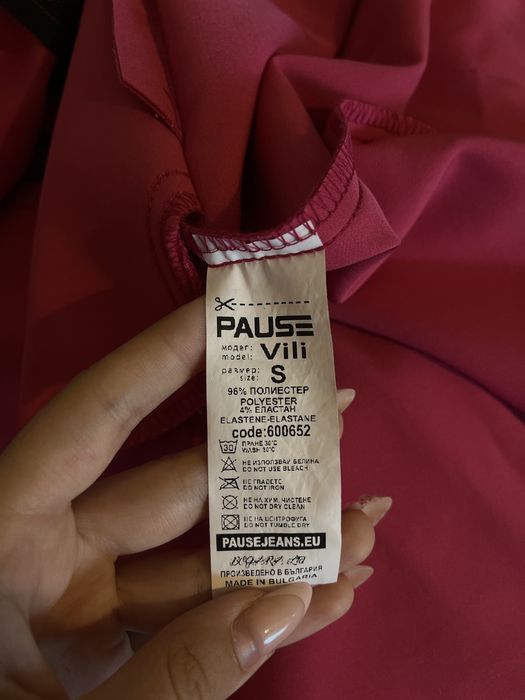 PAUSE
модел: Vili
model:
размер: S
size:
96% ПОЛИЕСТЕР
POLYESTER
4% ЕЛАСТАН
ELASTENE-ELASTANE
code:600652
30 ПРАНЕ 30°C
WASH 30°C
НЕ ИЗПОЛЗВАЙ БЕЛИНА
DO NOT USE BLEACH
НЕ ГЛАДЕТЕ
DO NOT IRON
НЕ НА ХИМ. ЧИСТЕНЕ
DO NOT DRY CLEAN
НЕ НА ЦЕНТРОФУГА
DO NOT TUMBLE DRY
PAUSEJEANS.EU
ПРОИЗВЕДЕНО В БЪЛГАРИЯ
MADE IN BULGARIA